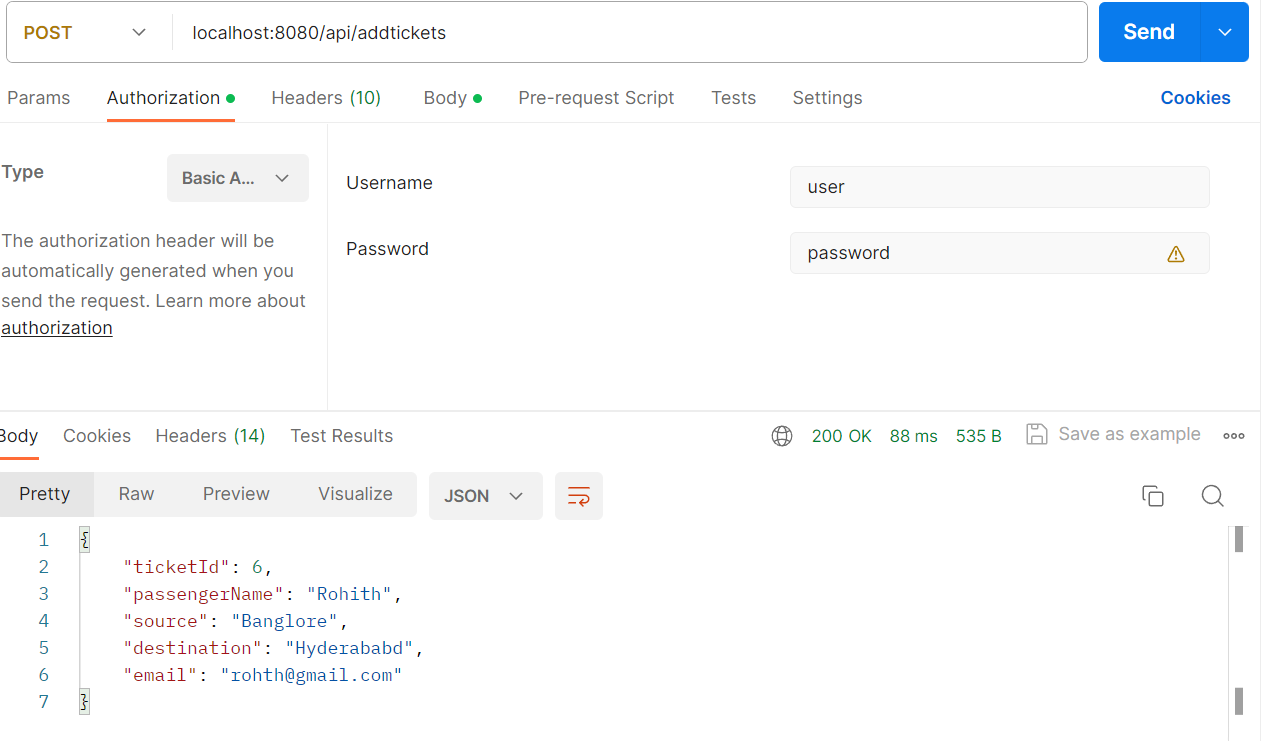 POST localhost:8080/api/addtickets Send
Params Authorization Headers (10) Body Pre-request Script Tests Settings Cookies
Type Basic A...
The authorization header will be
automatically generated when you
send the request. Learn more about
authorization
Username user
Password password
Body Cookies Headers (14) Test Results 200 OK 88 ms 535 B Save as example
Pretty Raw Preview Visualize JSON
1 {
2 "ticketId": 6,
3 "passengerName": "Rohith",
4 "source": "Banglore",
5 "destination": "Hyderababd",
6 "email": "rohth@gmail.com"
7 }